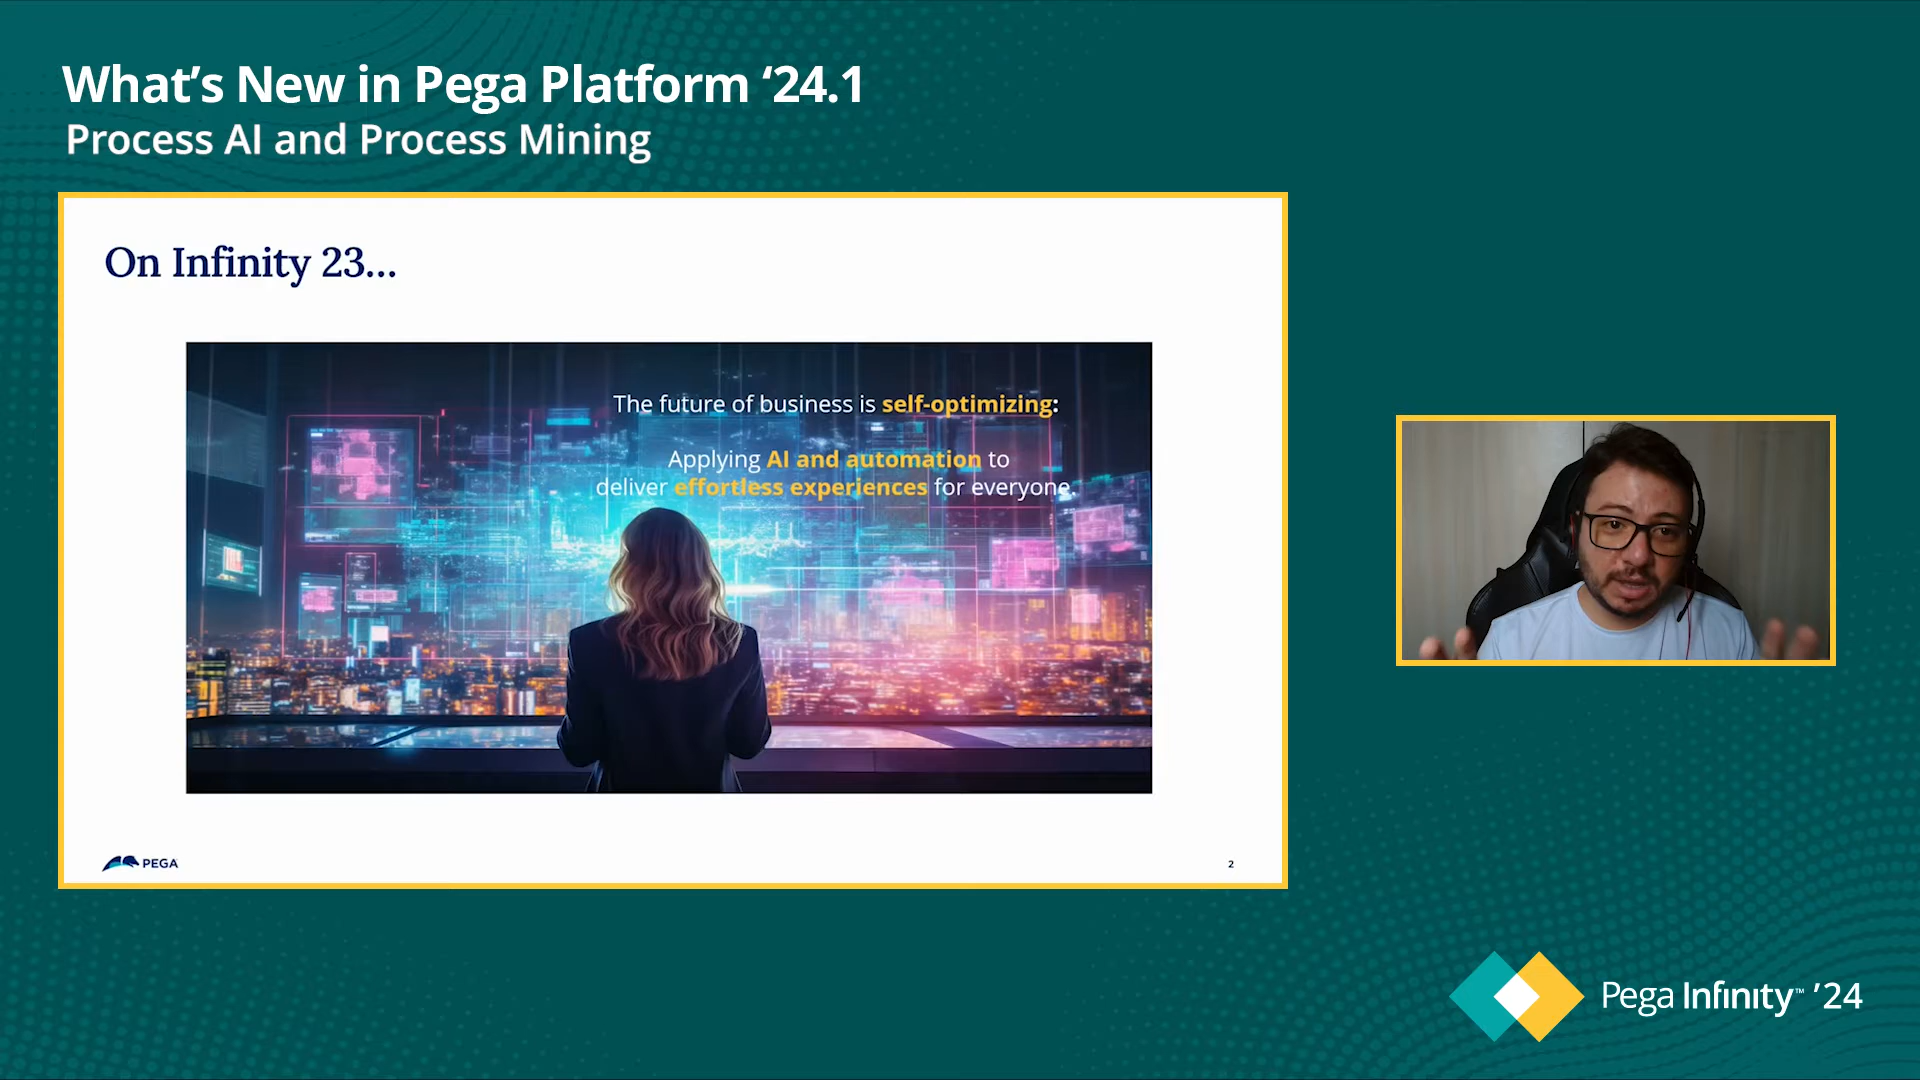 What’s New in Pega Platform ‘24.1
Process AI and Process Mining
On Infinity 23...
The future of business is self-optimizing:
Applying AI and automation to
deliver effortless experiences for everyone.
PEGA
2
Pega Infinity™ ’24